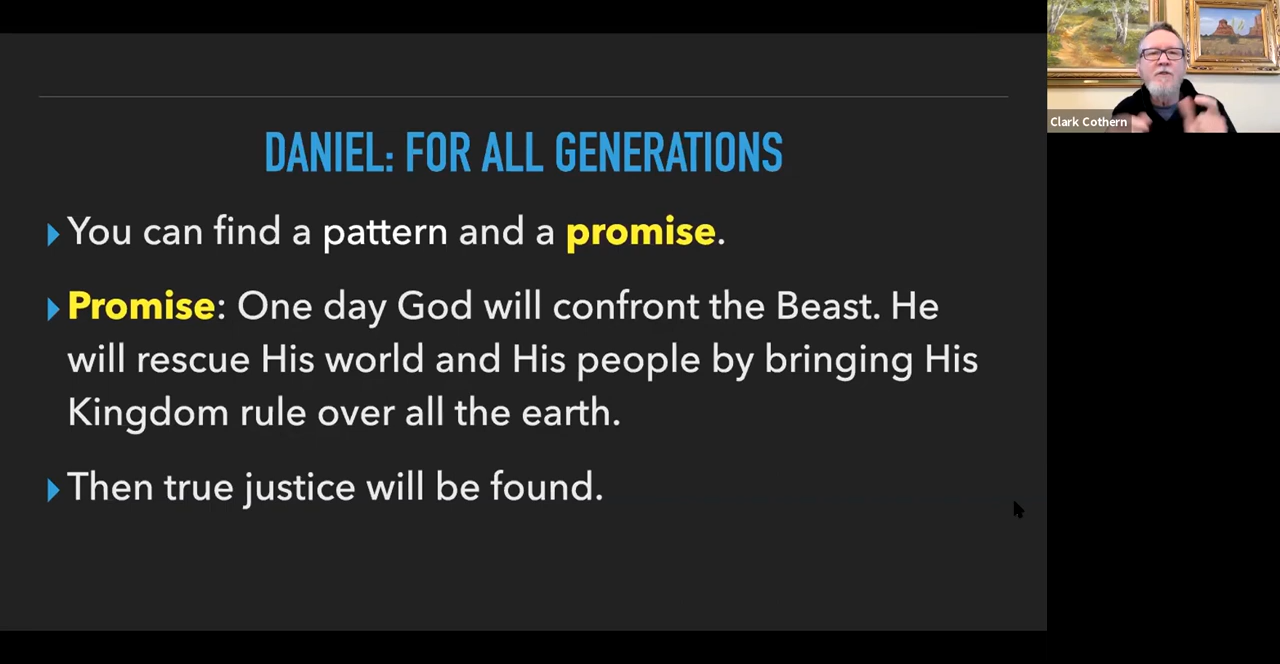 DANIEL: FOR ALL GENERATIONS
You can find a pattern and a promise.
Promise: One day God will confront the Beast. He
will rescue His world and His people by bringing His
Kingdom rule over all the earth.
Then true justice will be found.
Clark Cothern